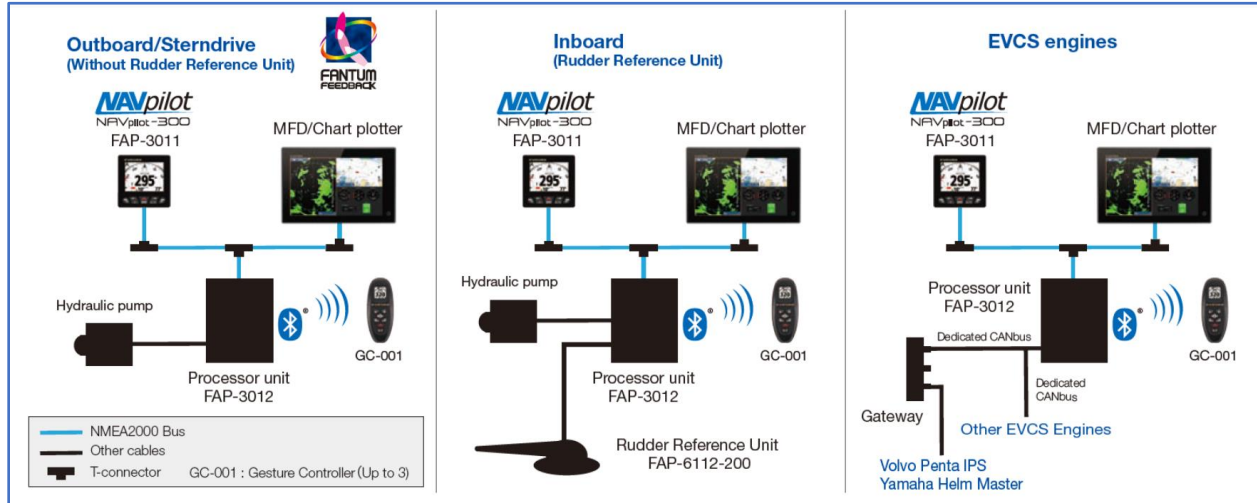 Outboard/Sterndrive
(Without Rudder Reference Unit)
FANTUM
FEEDBACK
NAVpilot
NAVpilot-300
FAP-3011
MFD/Chart plotter
295°
Hydraulic pump
®
GC-001
Processor unit
FAP-3012
NMEA2000 Bus
Other cables
T-connector
GC-001 : Gesture Controller (Up to 3)
Inboard
(Rudder Reference Unit)
NAVpilot
NAVpilot-300
FAP-3011
MFD/Chart plotter
295°
Hydraulic pump
®
GC-001
Processor unit
FAP-3012
Rudder Reference Unit
FAP-6112-200
EVCS engines
NAVpilot
NAVpilot-300
FAP-3011
MFD/Chart plotter
295°
Processor unit
FAP-3012
®
Dedicated CANbus
GC-001
Dedicated
CANbus
Gateway
Other EVCS Engines
Volvo Penta IPS
Yamaha Helm Master